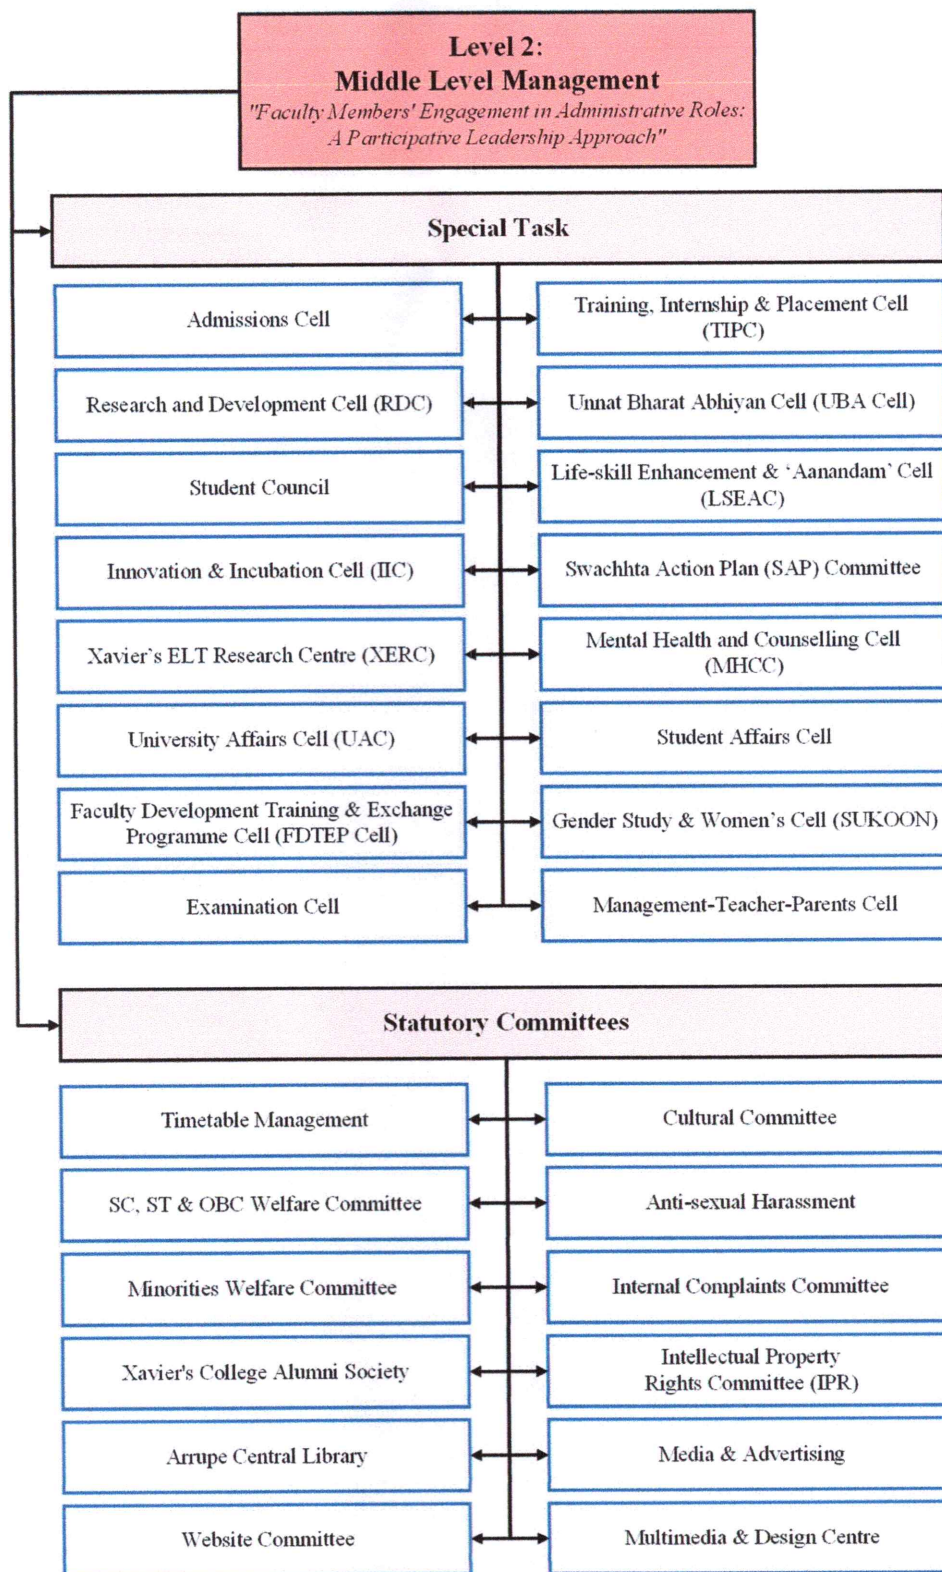 Level 2:
Middle Level Management
"Faculty Members' Engagement in Administrative Roles:
A Participative Leadership Approach"
Special Task
Admissions Cell
Training, Internship & Placement Cell
(TIPC)
Research and Development Cell (RDC)
Unnat Bharat Abhiyan Cell (UBA Cell)
Student Council
Life-skill Enhancement & ‘Aanandam’ Cell
(LSEAC)
Innovation & Incubation Cell (IIC)
Swachhta Action Plan (SAP) Committee
Xavier’s ELT Research Centre (XERC)
Mental Health and Counselling Cell
(MHCC)
University Affairs Cell (UAC)
Student Affairs Cell
Faculty Development Training & Exchange
Programme Cell (FDTEP Cell)
Gender Study & Women’s Cell (SUKOON)
Examination Cell
Management-Teacher-Parents Cell
Statutory Committees
Timetable Management
Cultural Committee
SC, ST & OBC Welfare Committee
Anti-sexual Harassment
Minorities Welfare Committee
Internal Complaints Committee
Xavier's College Alumni Society
Intellectual Property
Rights Committee (IPR)
Arrupe Central Library
Media & Advertising
Website Committee
Multimedia & Design Centre